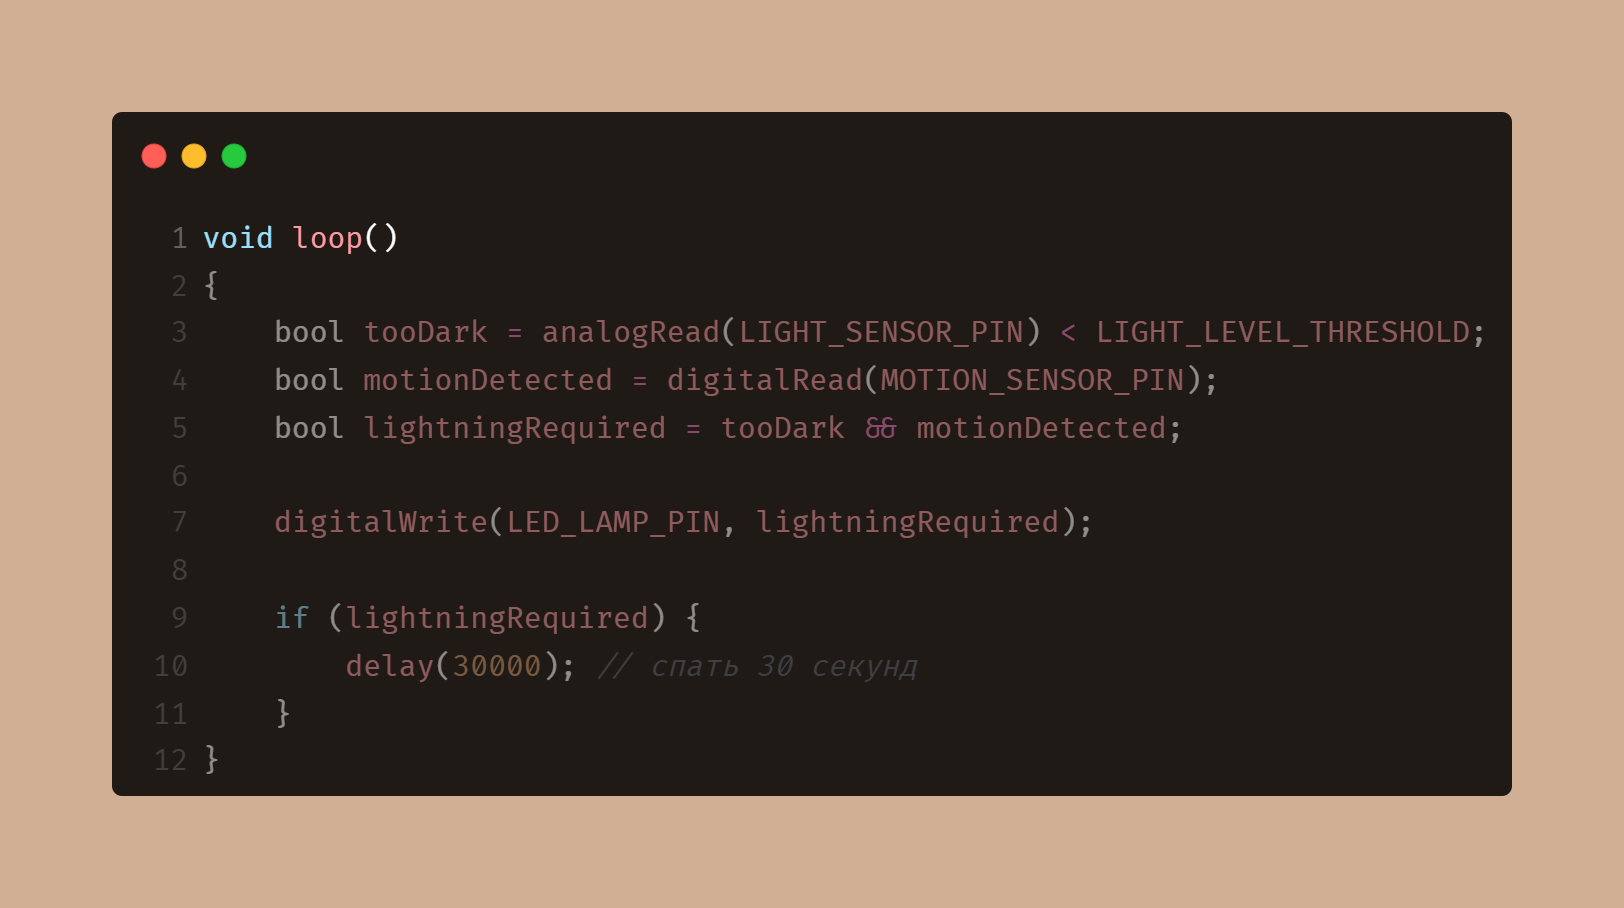 1 void loop()
2 {
3     bool tooDark = analogRead(LIGHT_SENSOR_PIN) < LIGHT_LEVEL_THRESHOLD;
4     bool motionDetected = digitalRead(MOTION_SENSOR_PIN);
5     bool lightningRequired = tooDark && motionDetected;
6
7     digitalWrite(LED_LAMP_PIN, lightningRequired);
8
9     if (lightningRequired) {
10         delay(30000); // спать 30 секунд
11     }
12 }